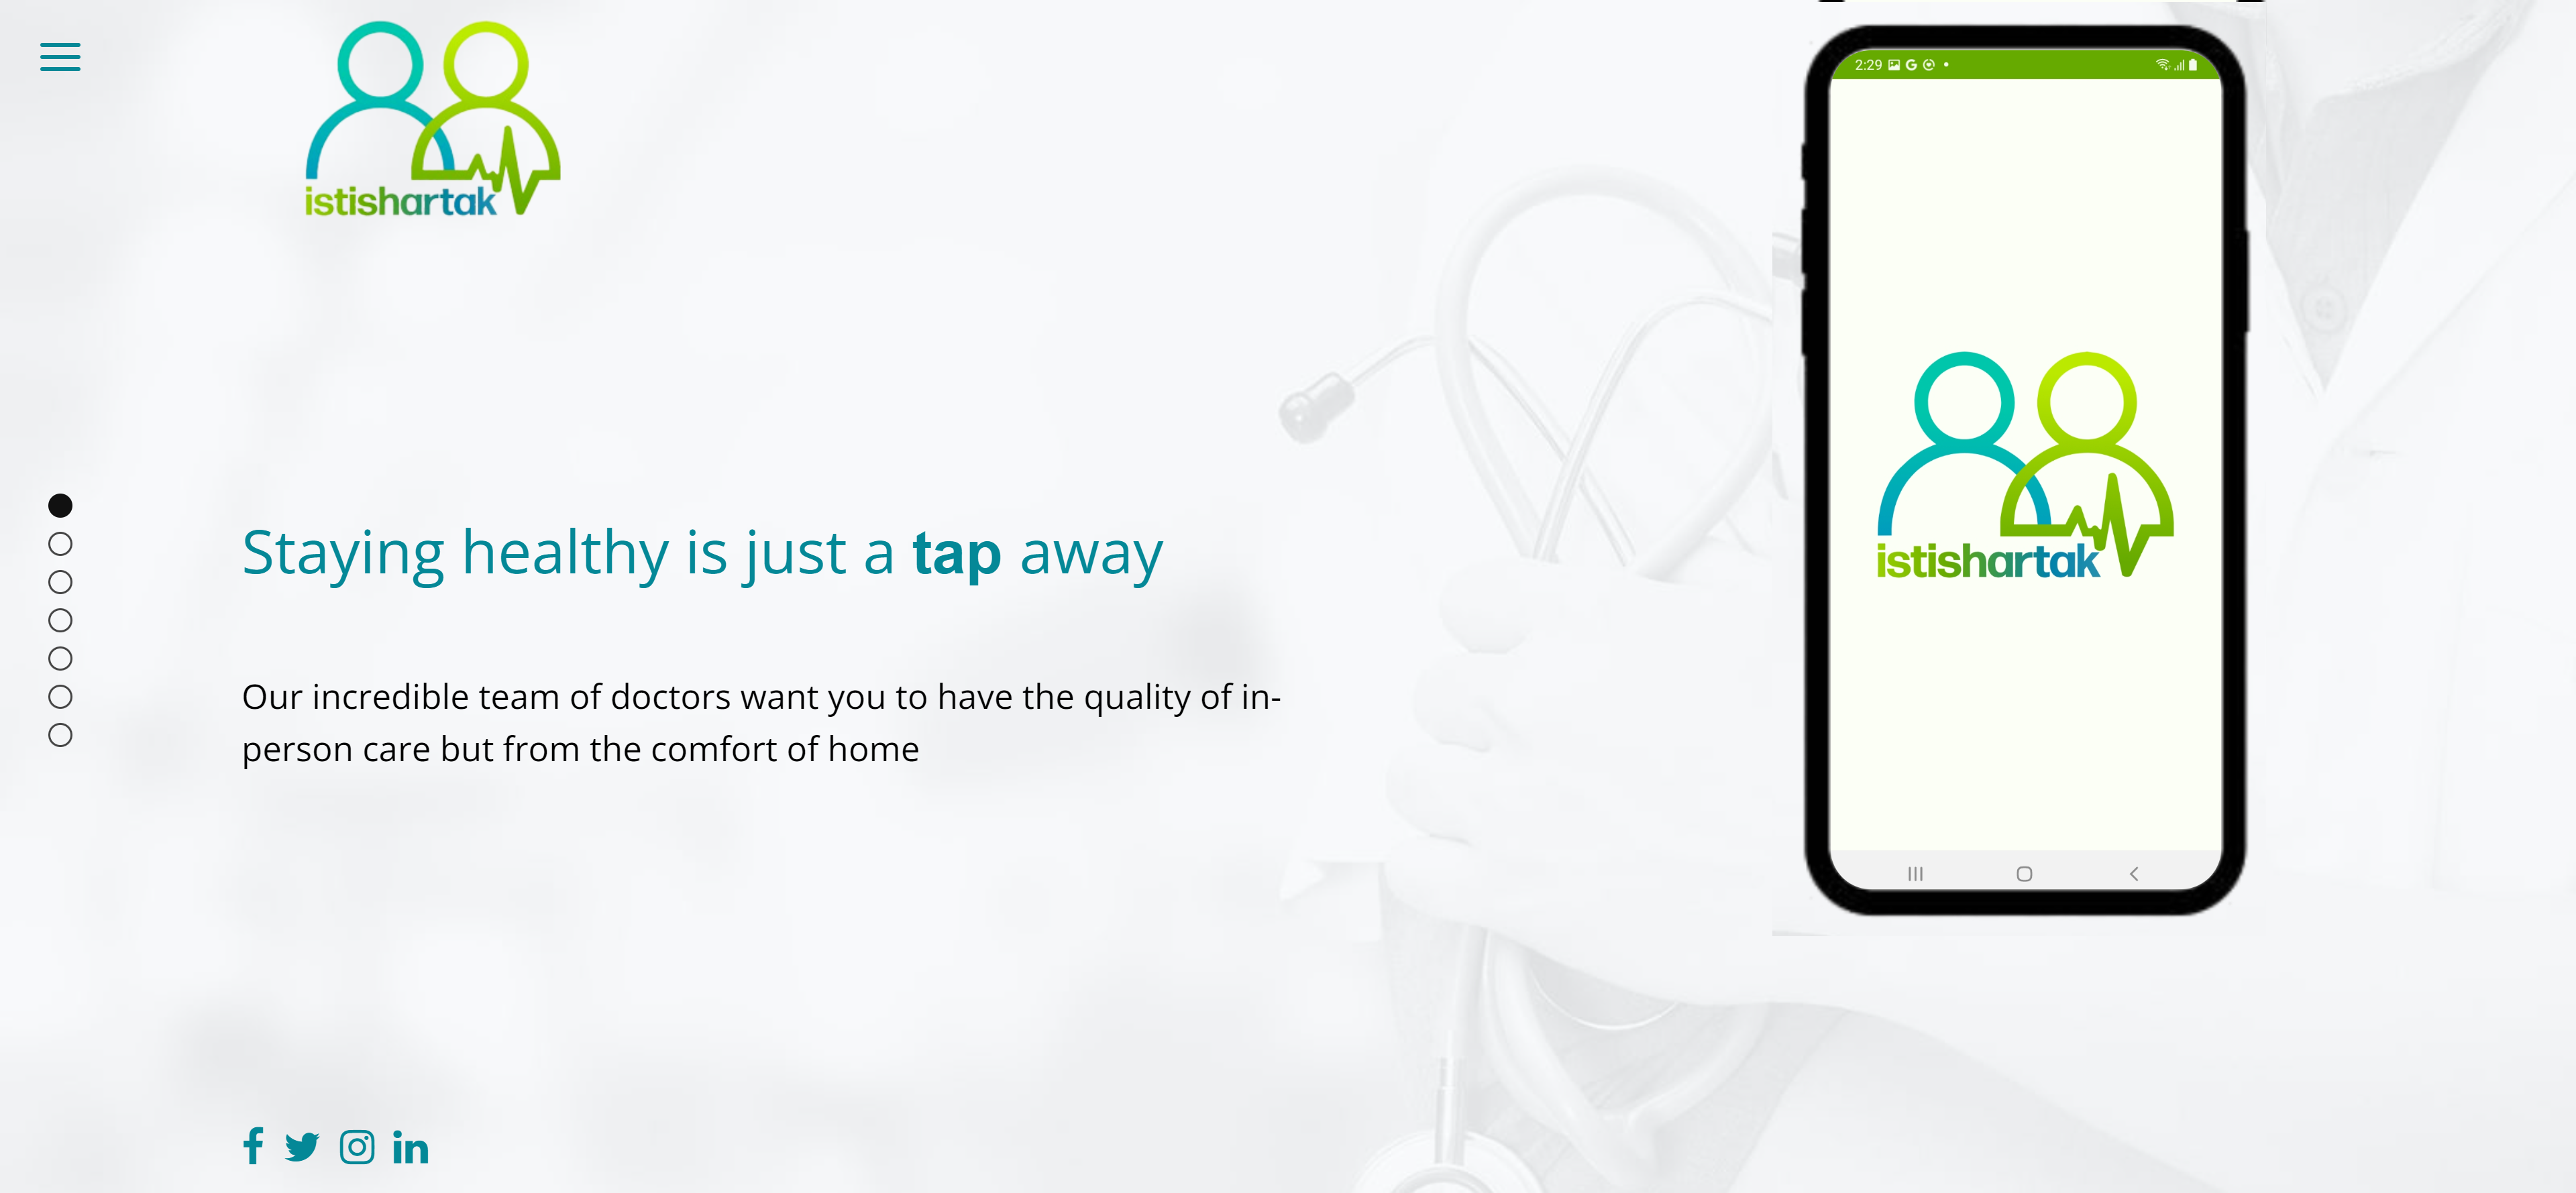 istishartak
2:29
istishartak
Staying healthy is just a tap away
Our incredible team of doctors want you to have the quality of in-
person care but from the comfort of home